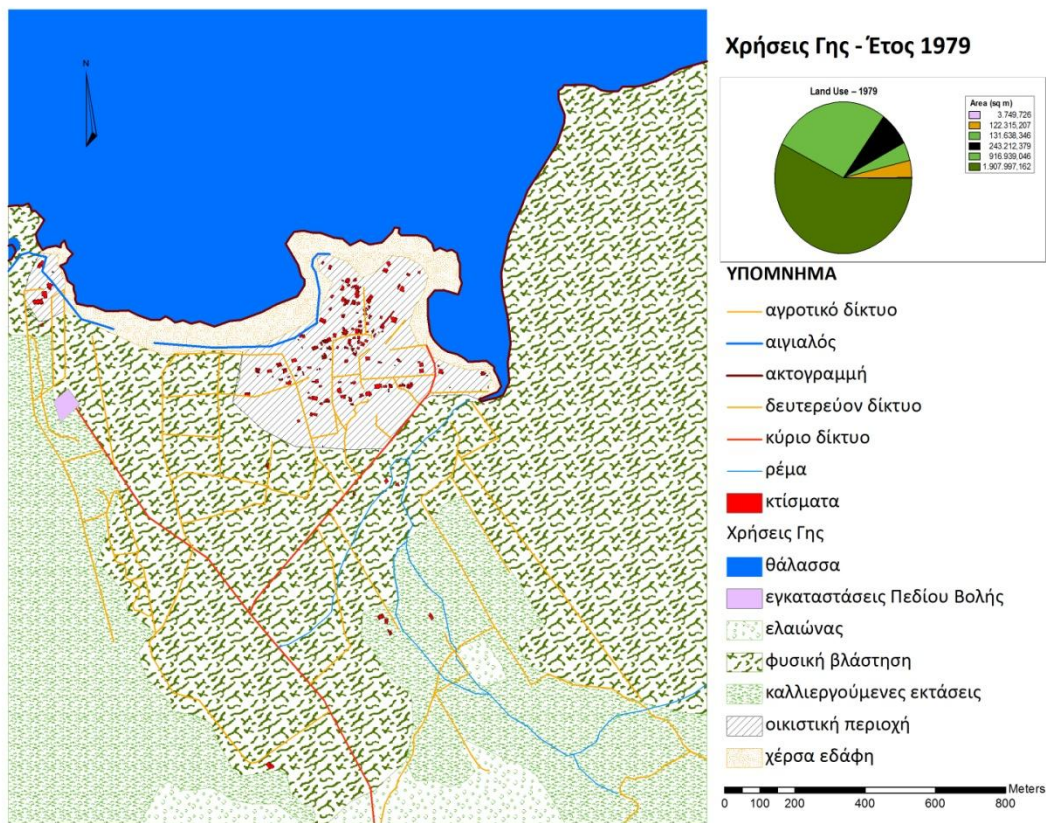 N
Χρήσεις Γης - Έτος 1979
Land Use – 1979
Area (sq m)
3.749,726
122.315,207
131.638,346
243.212,379
916.939,046
1.907.997,162
ΥΠΟΜΝΗΜΑ
αγροτικό δίκτυο
αιγιαλός
ακτογραμμή
δευτερεύον δίκτυο
κύριο δίκτυο
ρέμα
κτίσματα
Χρήσεις Γης
θάλασσα
εγκαταστάσεις Πεδίου Βολής
ελαιώνας
φυσική βλάστηση
καλλιεργούμενες εκτάσεις
οικιστική περιοχή
χέρσα εδάφη
Meters
0 100 200 400 600 800